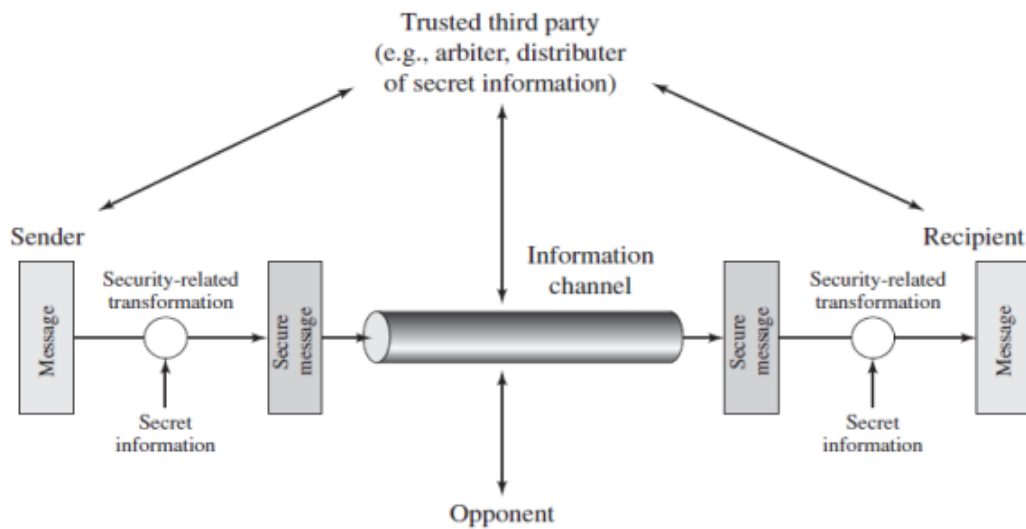 Trusted third party
(e.g., arbiter, distributer
of secret information)
Sender
Recipient
Information
channel
Security-related
transformation
Security-related
transformation
Message
Secure
message
Secure
message
Message
Secret
information
Secret
information
Opponent